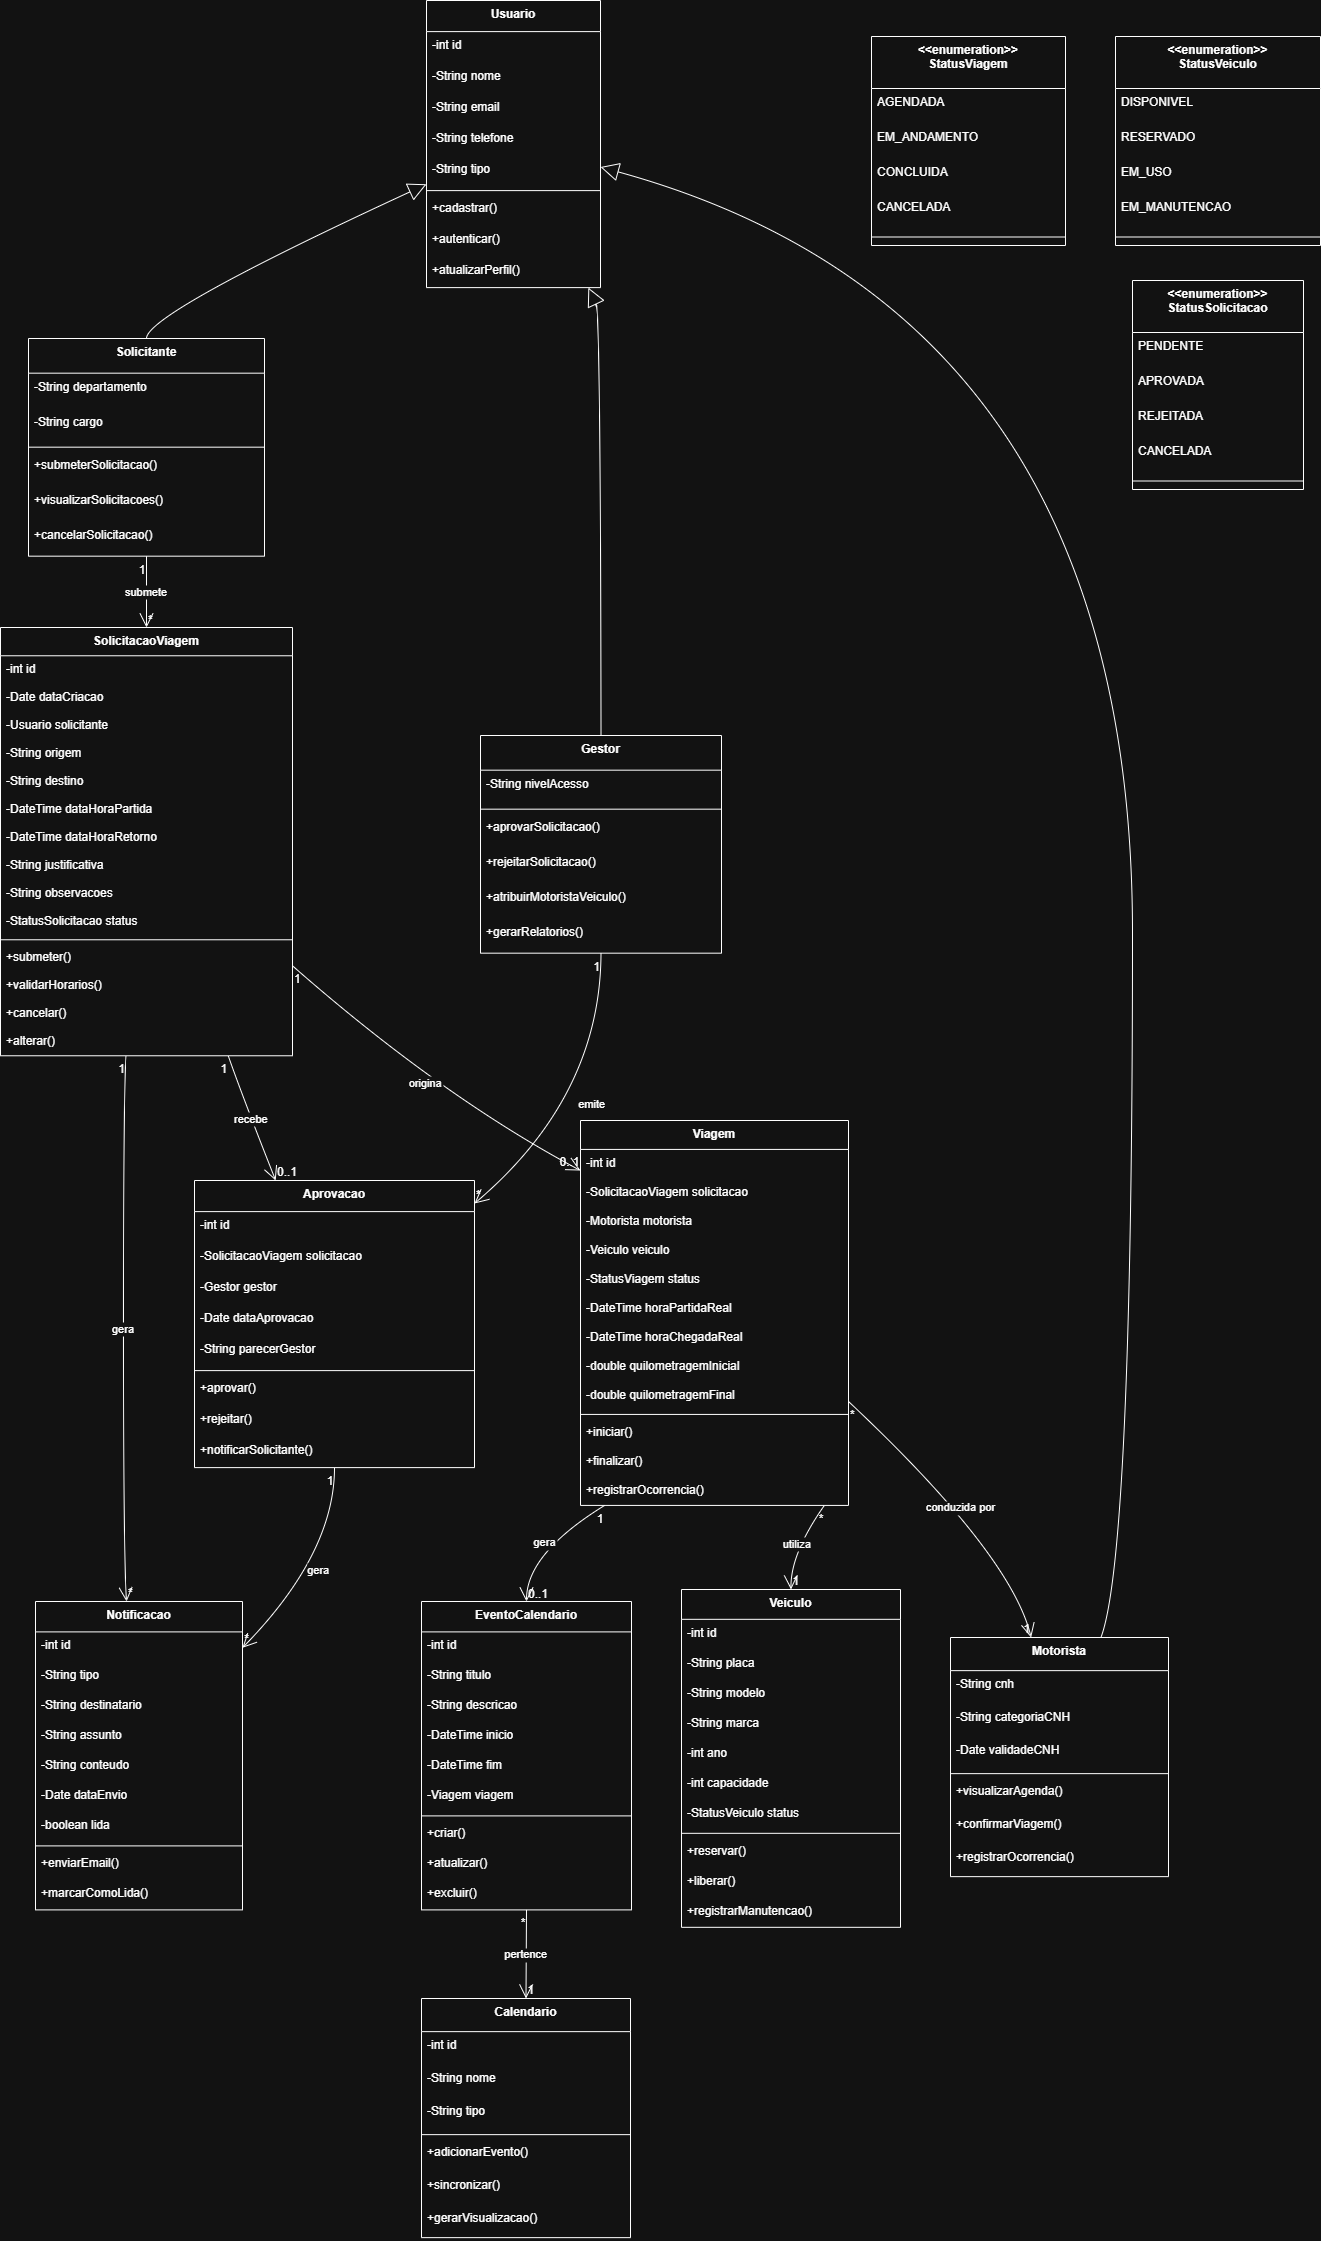 Usuario
-int id
-String nome
-String email
-String telefone
-String tipo
+cadastrar()
+autenticar()
+atualizarPerfil()
<<enumeration>>
StatusViagem
AGENDADA
EM_ANDAMENTO
CONCLUIDA
CANCELADA
<<enumeration>>
StatusVeiculo
DISPONIVEL
RESERVADO
EM_USO
EM_MANUTENCAO
<<enumeration>>
StatusSolicitacao
PENDENTE
APROVADA
REJEITADA
CANCELADA
Solicitante
-String departamento
-String cargo
+submeterSolicitacao()
+visualizarSolicitacoes()
+cancelarSolicitacao()
1
submete
*
SolicitacaoViagem
-int id
-Date dataCriacao
-Usuario solicitante
-String origem
-String destino
-DateTime dataHoraPartida
-DateTime dataHoraRetorno
-String justificativa
-String observacoes
-StatusSolicitacao status
+submeter()
+validarHorarios()
+cancelar()
+alterar()
Gestor
-String nivelAcesso
+aprovarSolicitacao()
+rejeitarSolicitacao()
+atribuirMotoristaVeiculo()
+gerarRelatorios()
1
1
1
1
origina
recebe
emite
0..1
0..1
*
Viagem
-int id
-SolicitacaoViagem solicitacao
-Motorista motorista
-Veiculo veiculo
-StatusViagem status
-DateTime horaPartidaReal
-DateTime horaChegadaReal
-double quilometragemInicial
-double quilometragemFinal
+iniciar()
+finalizar()
+registrarOcorrencia()
Aprovacao
-int id
-SolicitacaoViagem solicitacao
-Gestor gestor
-Date dataAprovacao
-String parecerGestor
+aprovar()
+rejeitar()
+notificarSolicitante()
gera
*
1
gera
*
1
gera
0..1
*
utiliza
1
*
conduzida por
1
Notificacao
-int id
-String tipo
-String destinatario
-String assunto
-String conteudo
-Date dataEnvio
-boolean lida
+enviarEmail()
+marcarComoLida()
EventoCalendario
-int id
-String titulo
-String descricao
-DateTime inicio
-DateTime fim
-Viagem viagem
+criar()
+atualizar()
+excluir()
Veiculo
-int id
-String placa
-String modelo
-String marca
-int ano
-int capacidade
-StatusVeiculo status
+reservar()
+liberar()
+registrarManutencao()
Motorista
-String cnh
-String categoriaCNH
-Date validadeCNH
+visualizarAgenda()
+confirmarViagem()
+registrarOcorrencia()
*
pertence
1
Calendario
-int id
-String nome
-String tipo
+adicionarEvento()
+sincronizar()
+gerarVisualizacao()